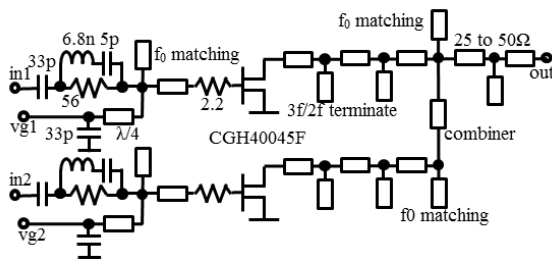 6.8n 5p
33p
in1
56
f₀ matching
2.2
vg1
33p
λ/4
CGH40045F
3f/2f terminate
f₀ matching
25 to 50Ω
out
combiner
in2
vg2
f0 matching